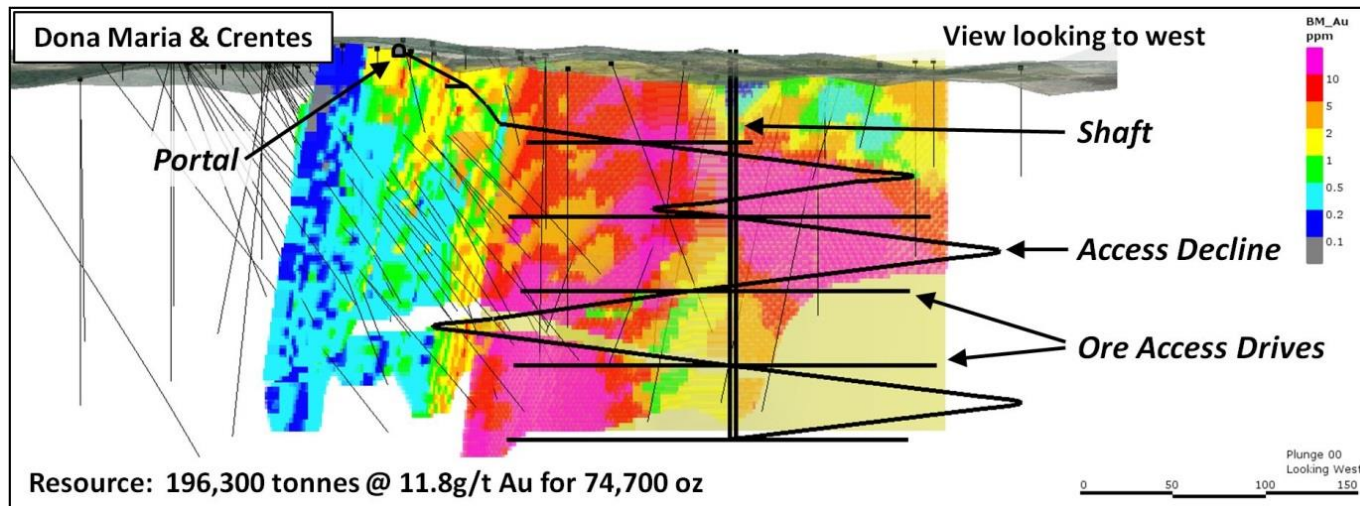 Dona Maria & Crentes
View looking to west
BM_Au
ppm
10
5
2
1
0.5
0.2
0.1
Portal
Shaft
Access Decline
Ore Access Drives
Resource: 196,300 tonnes @ 11.8g/t Au for 74,700 oz
Plunge 00
Looking West
0 50 100 150